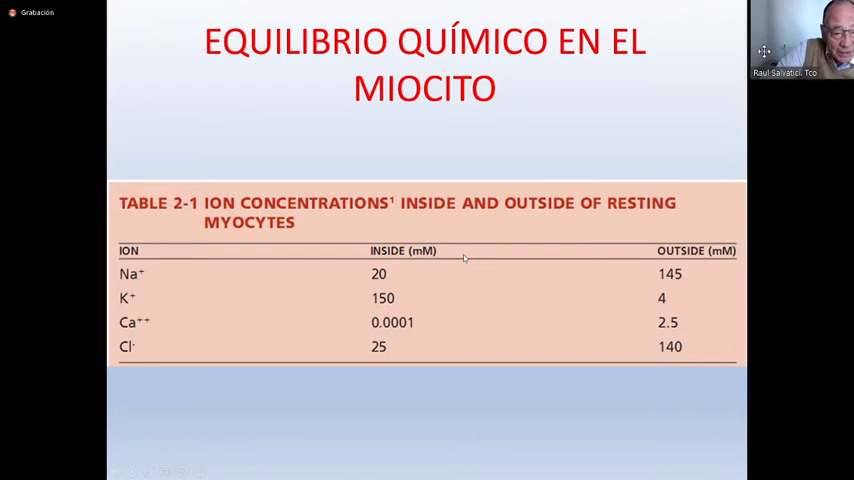 Grabación
EQUILIBRIO QUÍMICO EN EL
MIOCITO
Raul Salvatici. Tco
TABLE 2-1 ION CONCENTRATIONS¹ INSIDE AND OUTSIDE OF RESTING
MYOCYTES
ION INSIDE (mM) OUTSIDE (mM)
Na⁺ 20 145
K⁺ 150 4
Ca⁺⁺ 0.0001 2.5
Cl⁻ 25 140